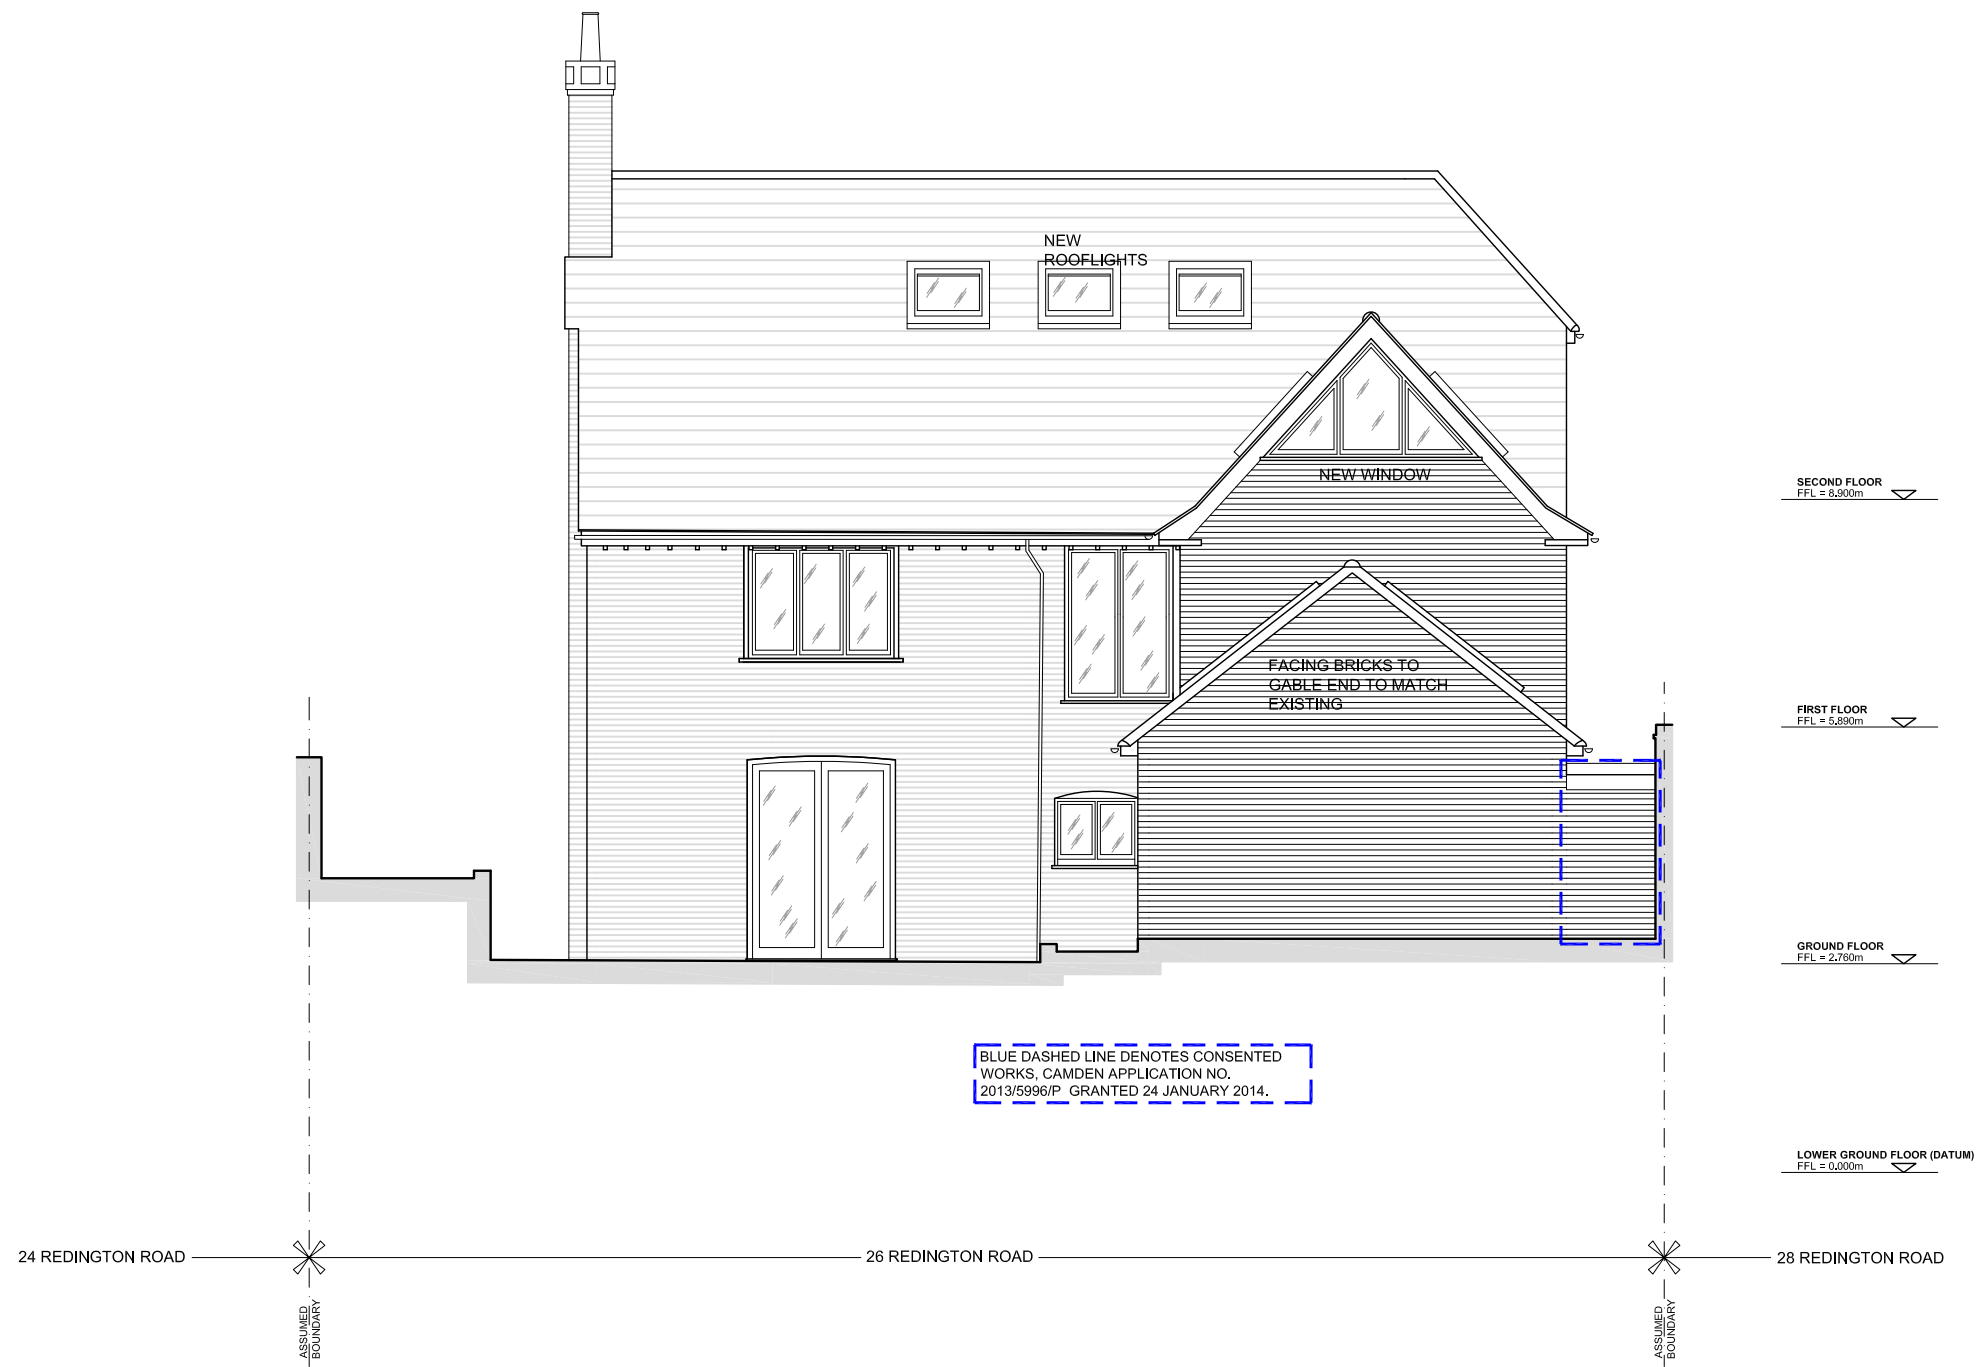 NEW
ROOFLIGHTS
NEW WINDOW
SECOND FLOOR
FFL = 8.900m
FACING BRICKS TO
GABLE END TO MATCH
EXISTING
FIRST FLOOR
FFL = 5.890m
GROUND FLOOR
FFL = 2.760m
BLUE DASHED LINE DENOTES CONSENTED
WORKS, CAMDEN APPLICATION NO.
2013/5996/P GRANTED 24 JANUARY 2014.
LOWER GROUND FLOOR (DATUM)
FFL = 0.000m
24 REDINGTON ROAD
26 REDINGTON ROAD
28 REDINGTON ROAD
ASSUMED
BOUNDARY
ASSUMED
BOUNDARY